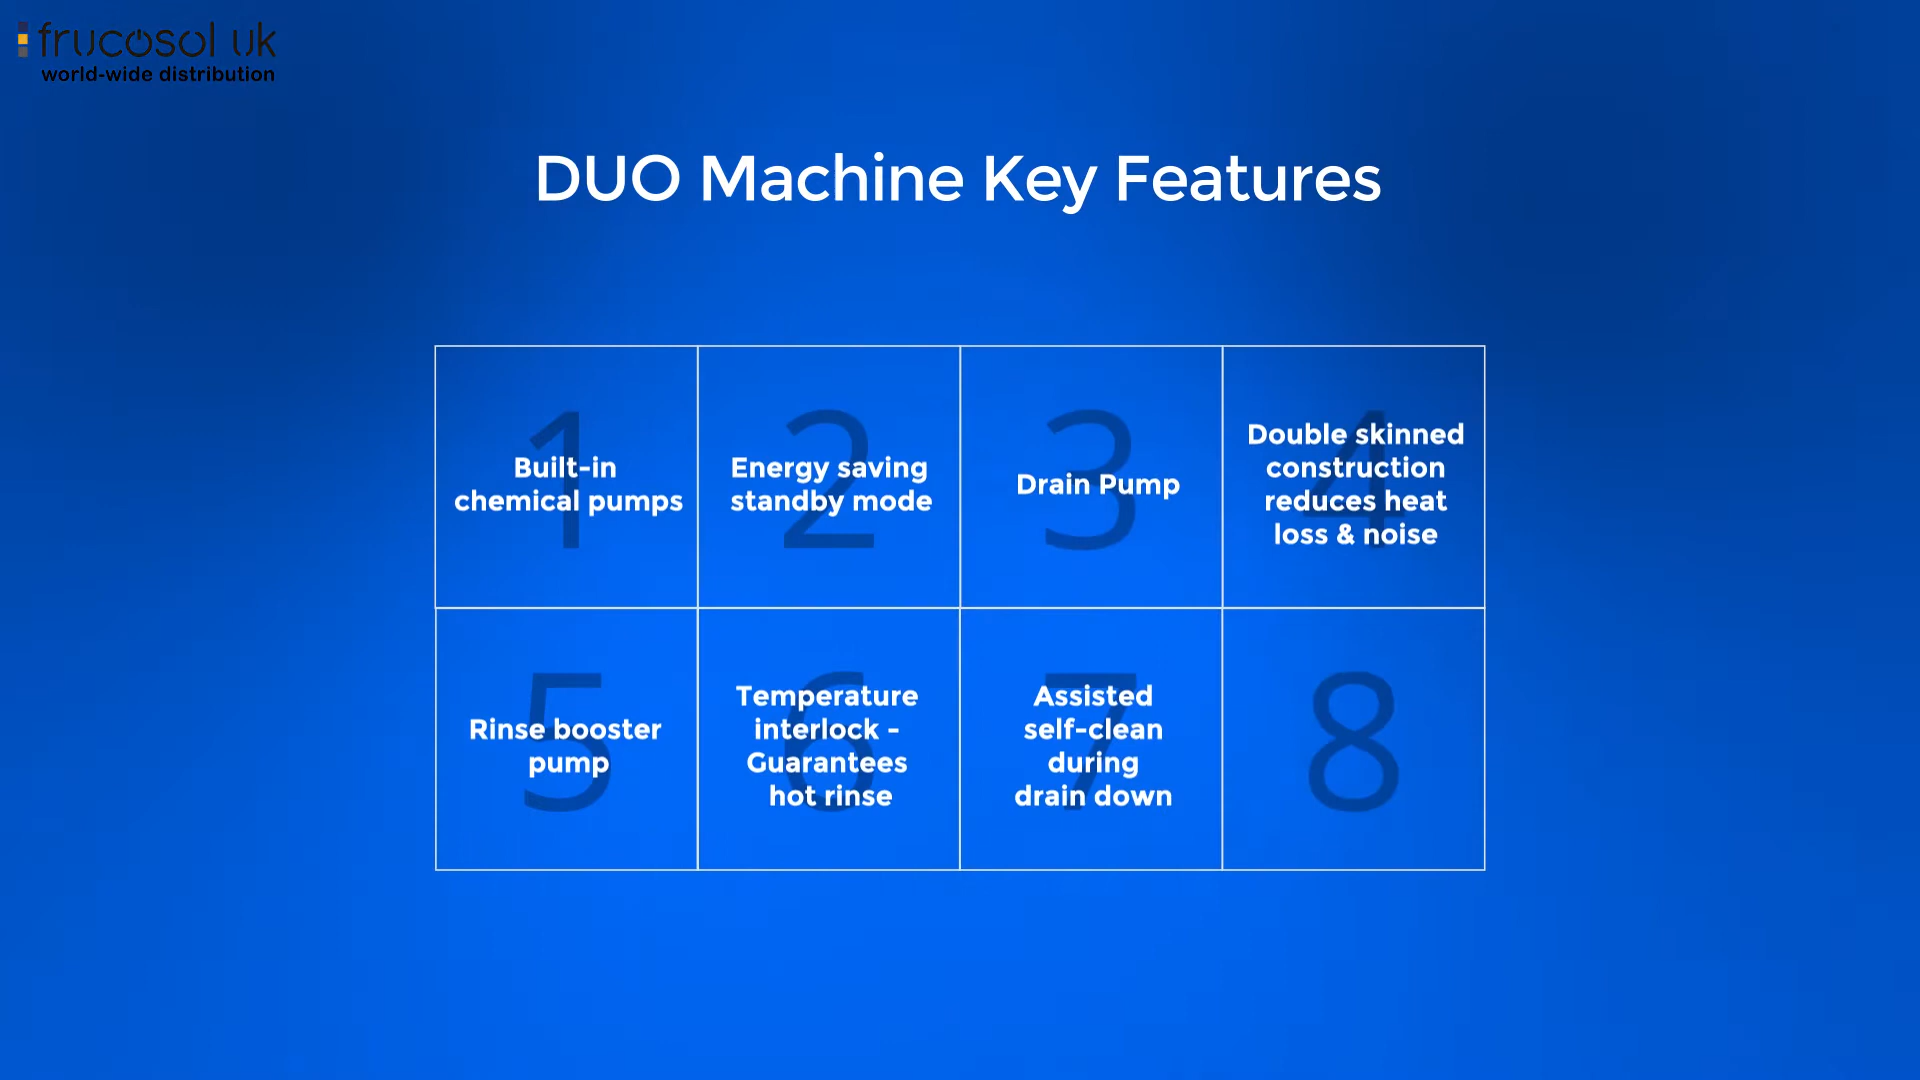 frucosol uk
world-wide distribution
DUO Machine Key Features
1
Built-in
chemical pumps
2
Energy saving
standby mode
3
Drain Pump
4
Double skinned
construction
reduces heat
loss & noise
5
Rinse booster
pump
6
Temperature
interlock -
Guarantees
hot rinse
7
Assisted
self-clean
during
drain down
8